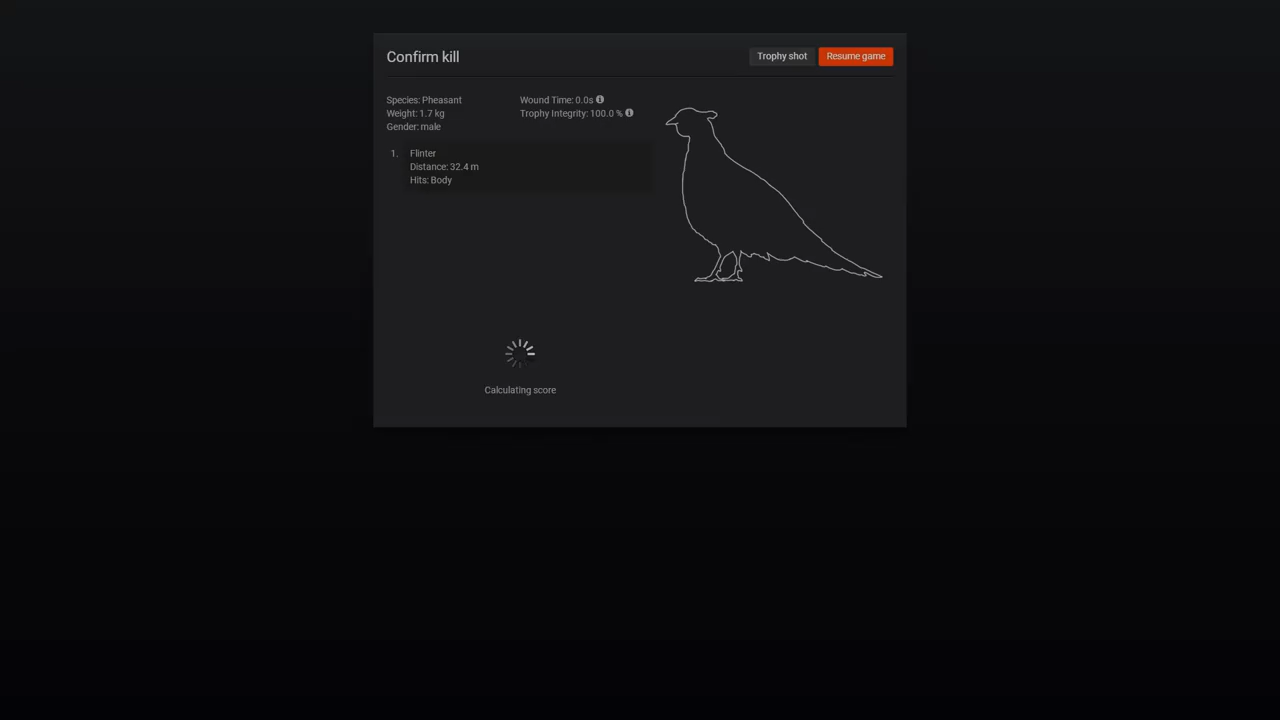 Confirm kill
Trophy shot
Resume game
Species: Pheasant
Weight: 1.7 kg
Gender: male
Wound Time: 0.0s
Trophy Integrity: 100.0 %
1. Flinter
Distance: 32.4 m
Hits: Body
Calculating score